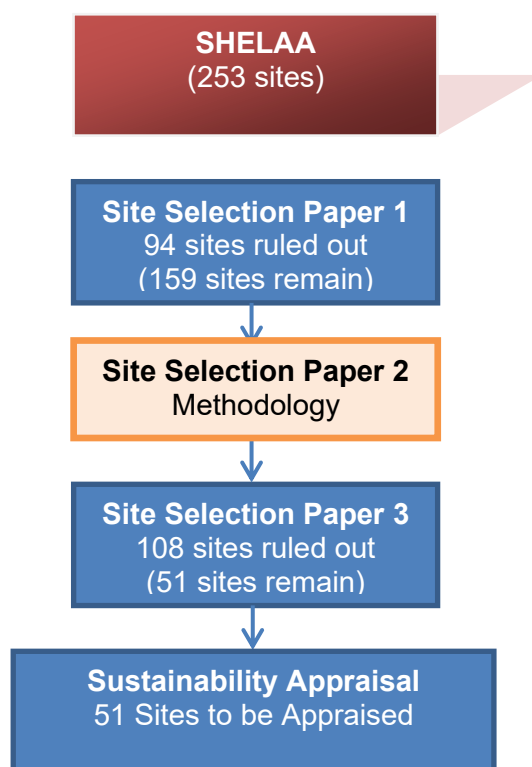 SHELAA
(253 sites)
Site Selection Paper 1
94 sites ruled out
(159 sites remain)
Site Selection Paper 2
Methodology
Site Selection Paper 3
108 sites ruled out
(51 sites remain)
Sustainability Appraisal
51 Sites to be Appraised